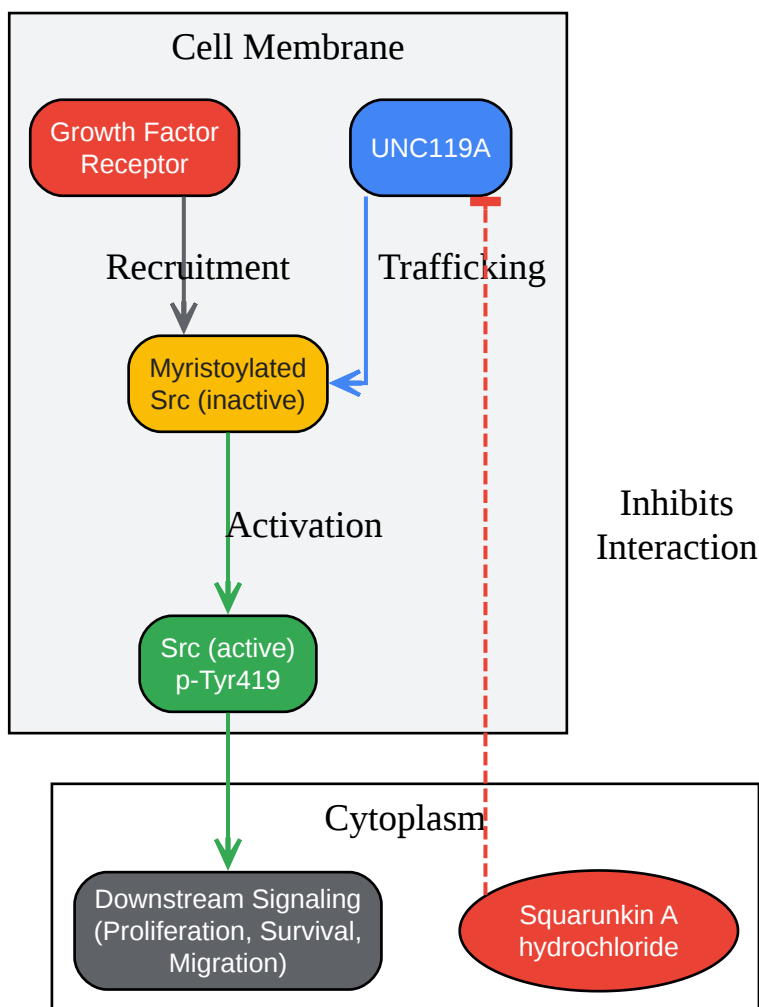 Cell Membrane
Growth Factor
Receptor
UNC119A
Recruitment
Trafficking
Myristoylated
Src (inactive)
Activation
Inhibits
Interaction
Src (active)
p-Tyr419
Cytoplasm
Downstream Signaling
(Proliferation, Survival,
Migration)
Squarunkin A
hydrochloride